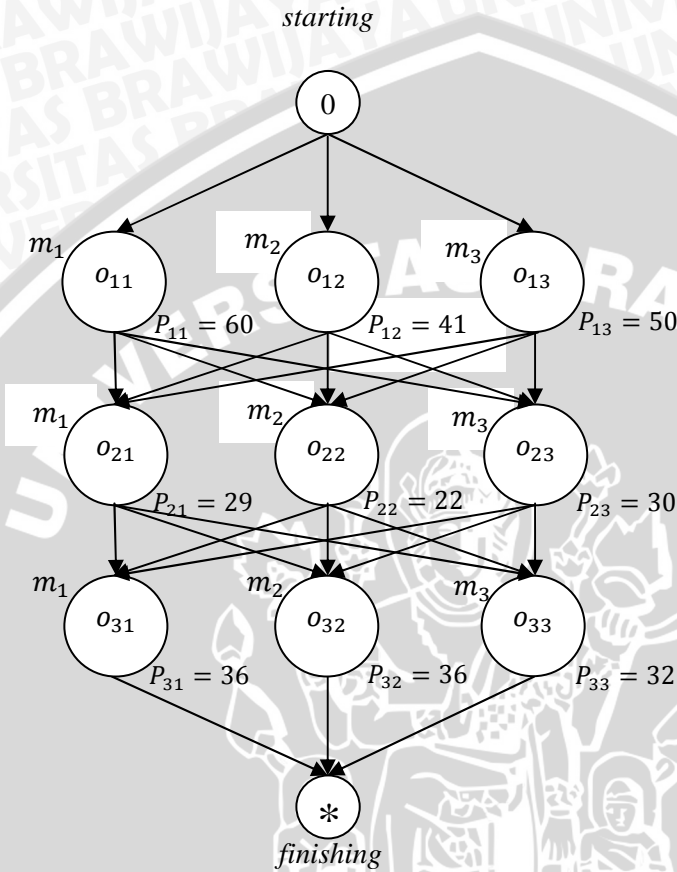 starting
0
m₁ m₂ m₃
o₁₁ o₁₂ o₁₃
P₁₁ = 60 P₁₂ = 41 P₁₃ = 50
m₁ m₂ m₃
o₂₁ o₂₂ o₂₃
P₂₁ = 29 P₂₂ = 22 P₂₃ = 30
m₁ m₂ m₃
o₃₁ o₃₂ o₃₃
P₃₁ = 36 P₃₂ = 36 P₃₃ = 32
*
finishing